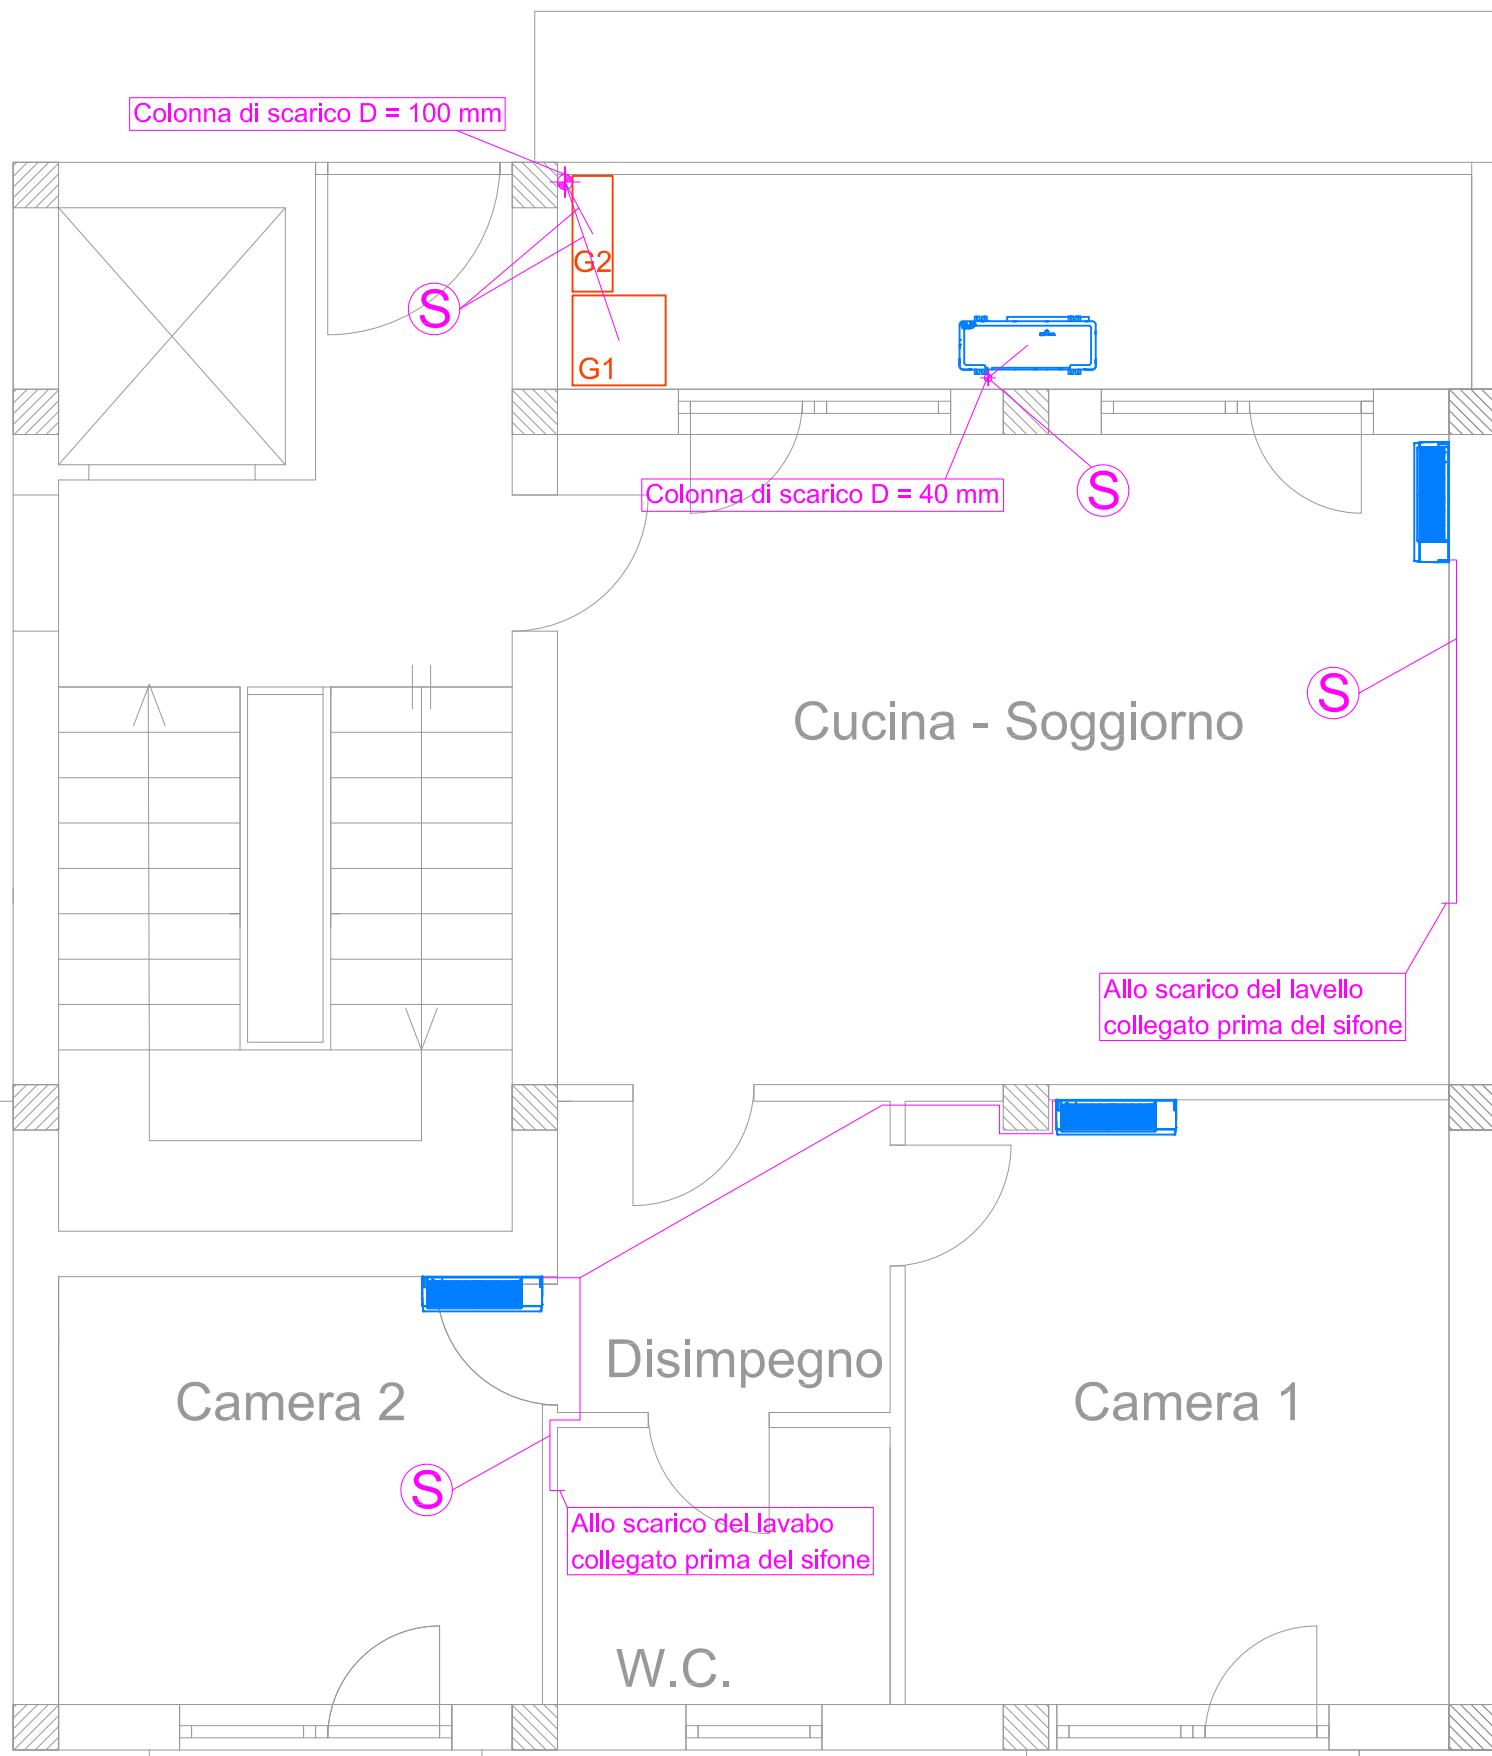 Colonna di scarico D = 100 mm
G2
S
G1
Colonna di scarico D = 40 mm
S
S
Cucina - Soggiorno
Allo scarico del lavello
collegato prima del sifone
Disimpegno
Camera 2
Camera 1
S
Allo scarico del lavabo
collegato prima del sifone
W.C.